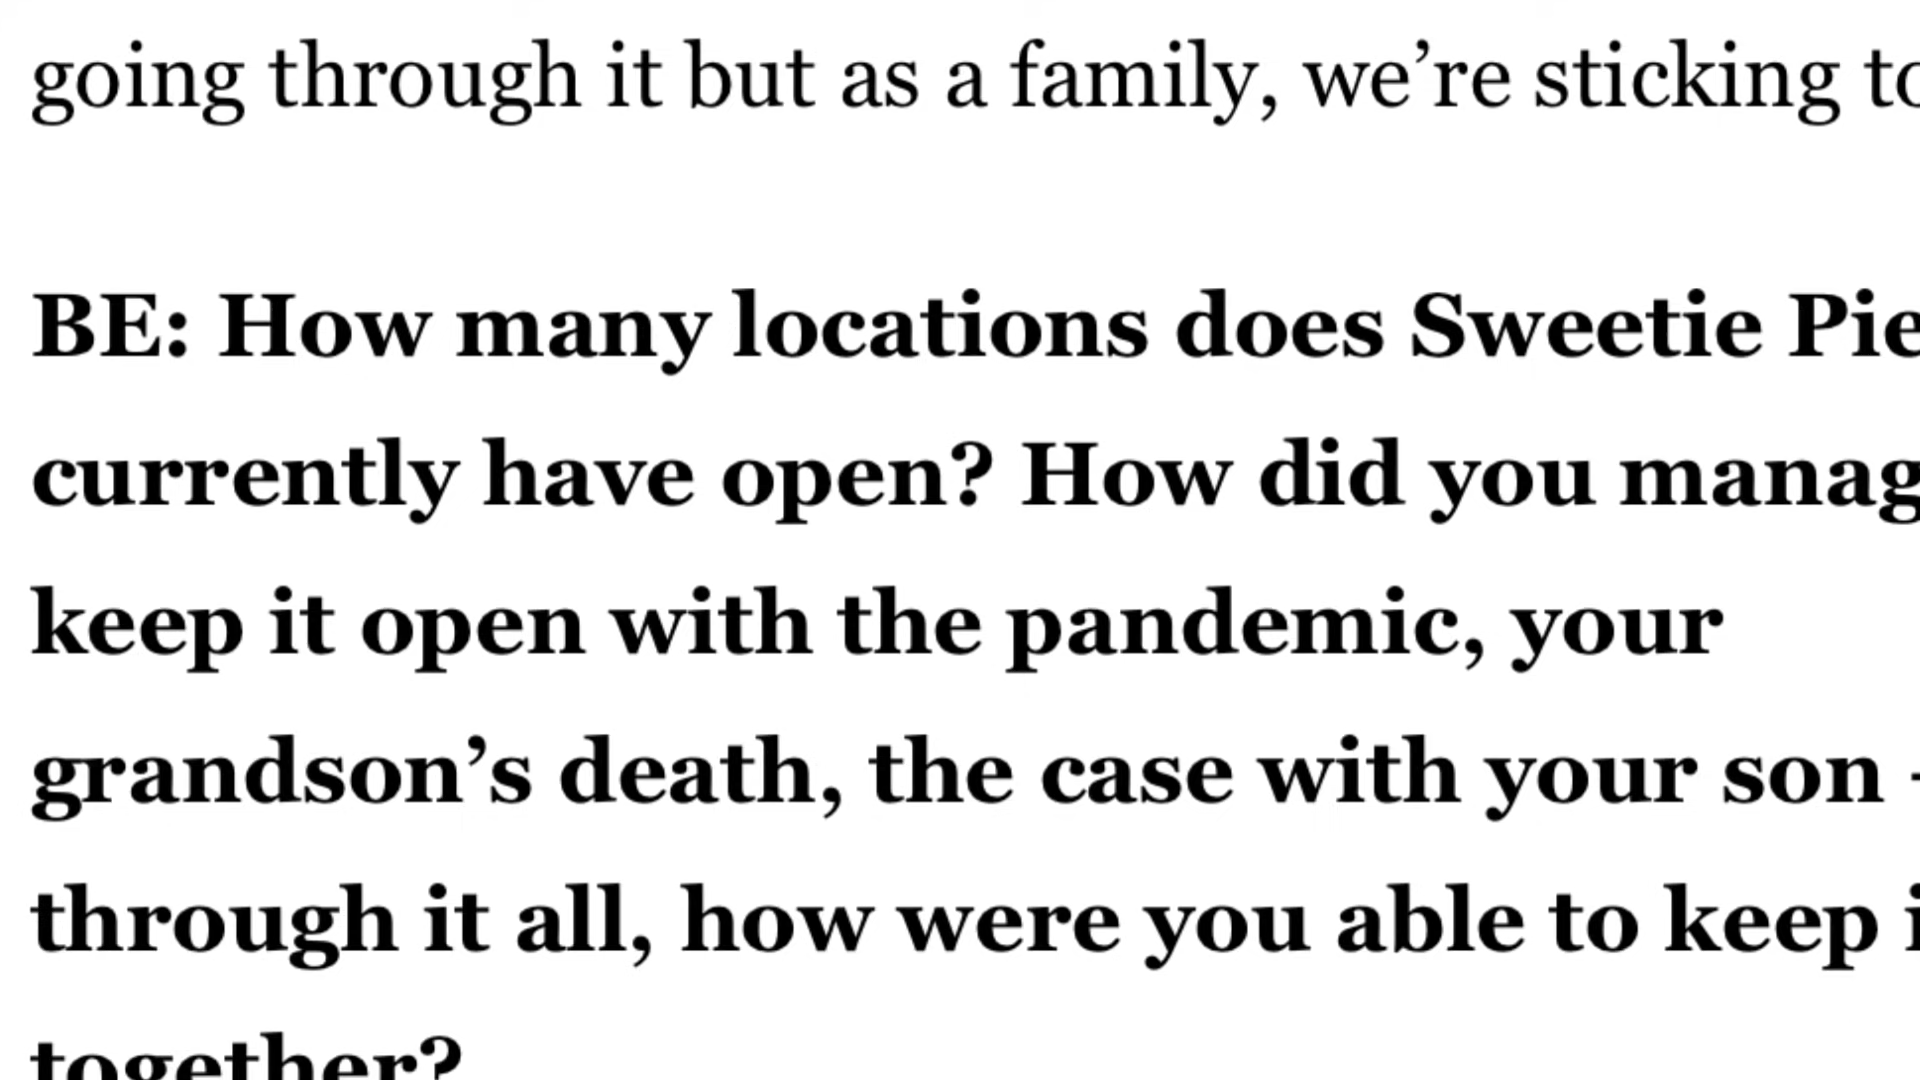 going through it but as a family, we’re sticking to
BE: How many locations does Sweetie Pie
currently have open? How did you manag
keep it open with the pandemic, your
grandson’s death, the case with your son -
through it all, how were you able to keep i
together?